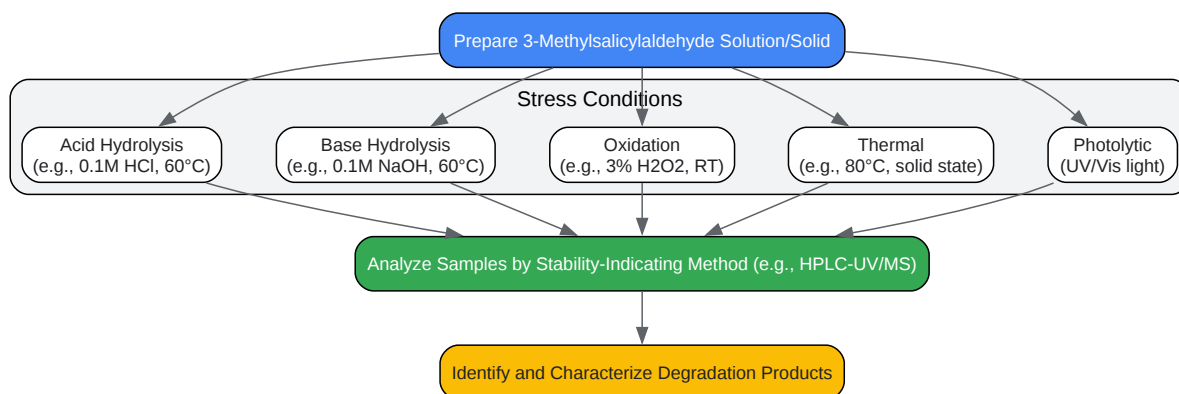 Prepare 3-Methylsalicylaldehyde Solution/Solid
Stress Conditions
Acid Hydrolysis
(e.g., 0.1M HCl, 60°C)
Base Hydrolysis
(e.g., 0.1M NaOH, 60°C)
Oxidation
(e.g., 3% H2O2, RT)
Thermal
(e.g., 80°C, solid state)
Photolytic
(UV/Vis light)
Analyze Samples by Stability-Indicating Method (e.g., HPLC-UV/MS)
Identify and Characterize Degradation Products